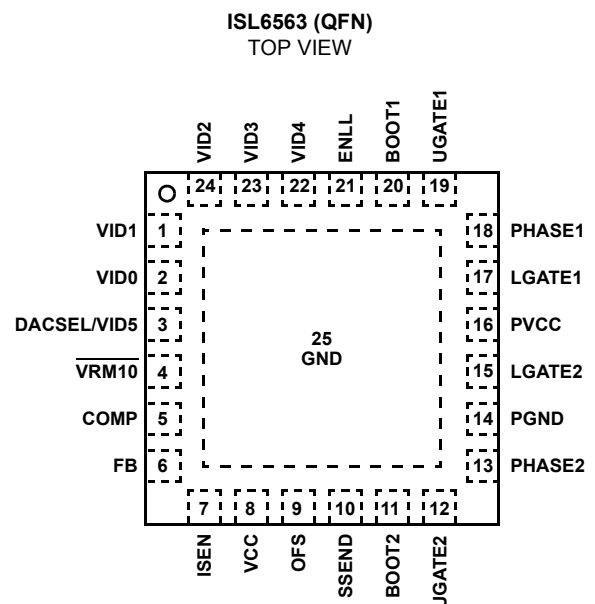 ISL6563 (QFN)
TOP VIEW
VID2
VID3
VID4
ENLL
BOOT1
UGATE1
24
23
22
21
20
19
VID1 1
18 PHASE1
VID0 2
17 LGATE1
DACSEL/VID5 3
16 PVCC
VRM10 4
15 LGATE2
COMP 5
14 PGND
FB 6
13 PHASE2
25
GND
7
8
9
10
11
12
ISEN
VCC
OFS
SSEND
BOOT2
UGATE2